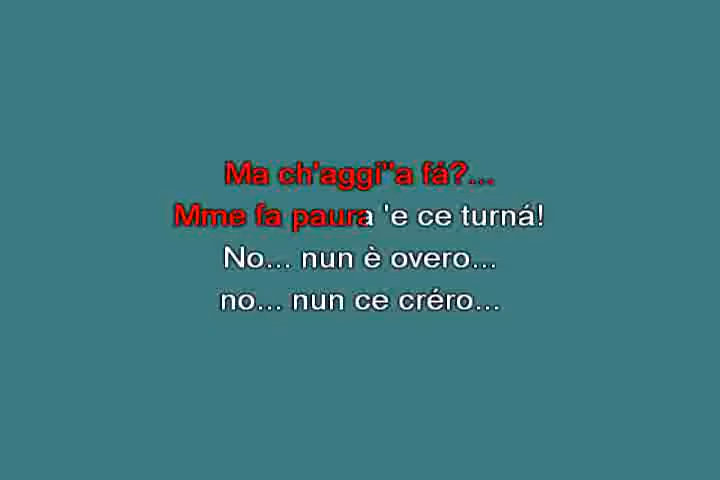 Ma ch'aggi''a fá?...
Mme fa paura 'e ce turná!
No... nun è overo...
no... nun ce créro...